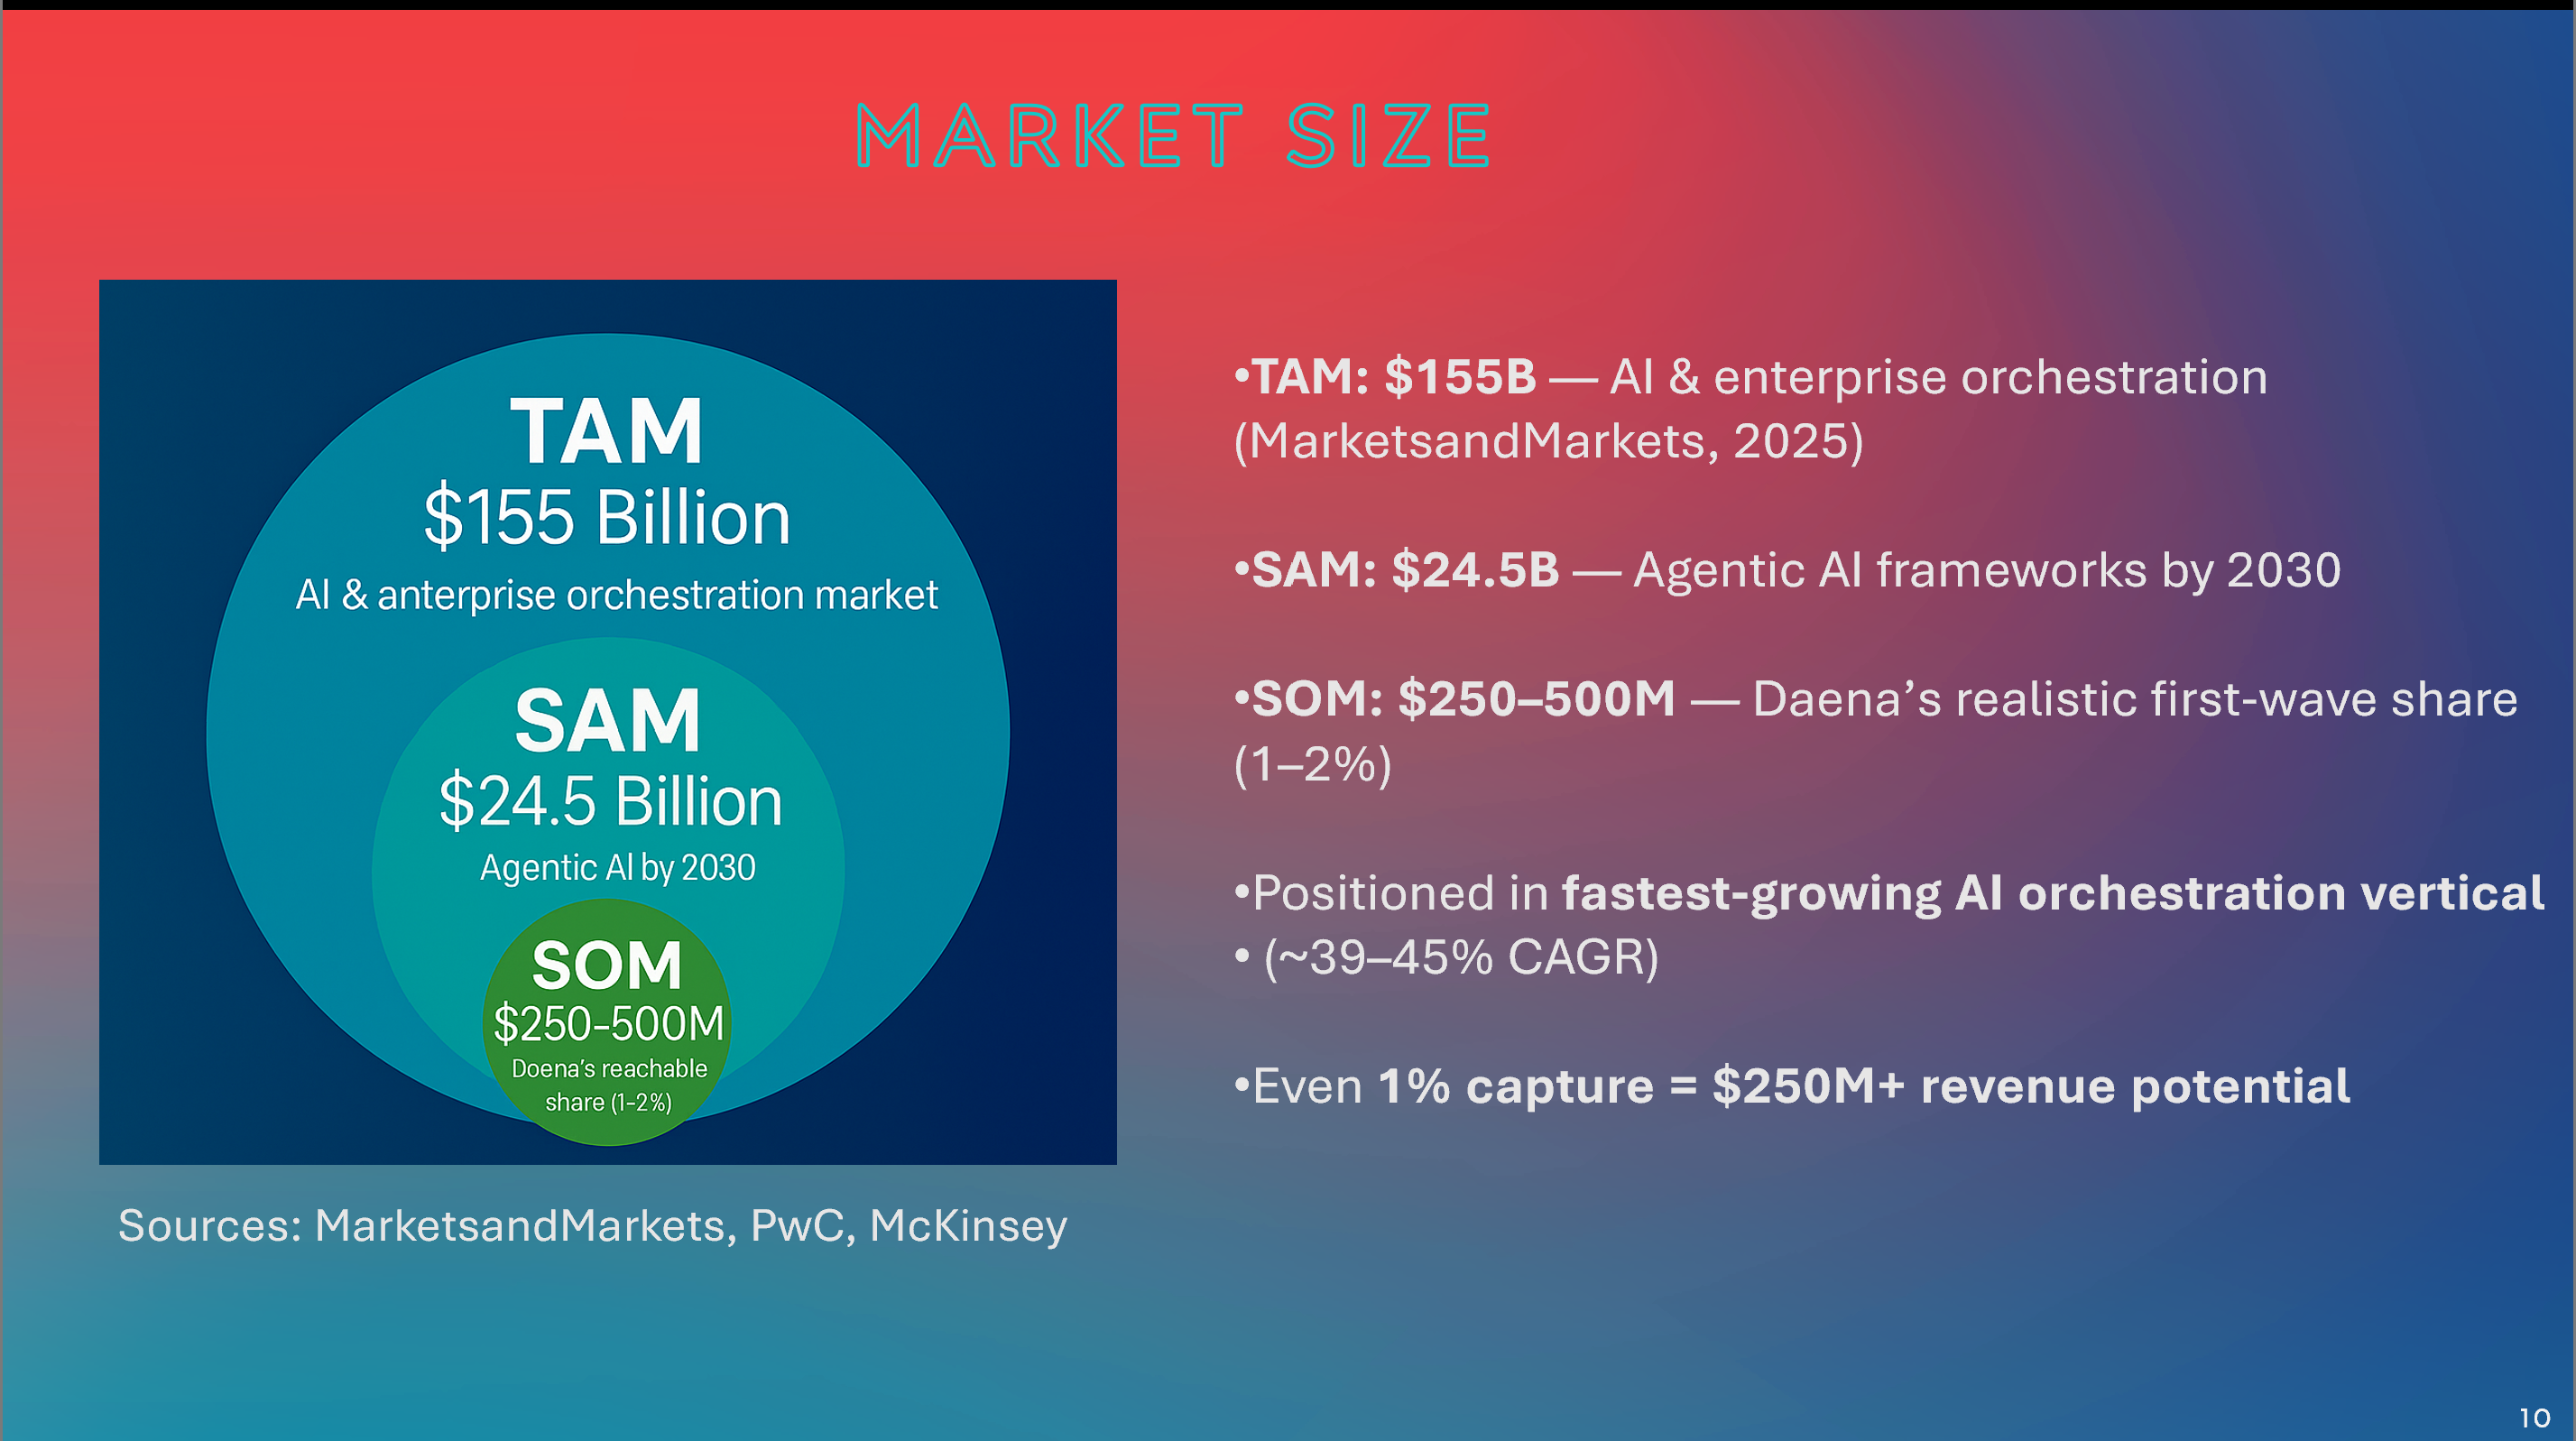 MARKET SIZE
TAM
$155 Billion
AI & anterprise orchestration market
SAM
$24.5 Billion
Agentic AI by 2030
SOM
$250-500M
Doena's reachable
share (1-2%)
Sources: MarketsandMarkets, PwC, McKinsey
•TAM: $155B — AI & enterprise orchestration
(MarketsandMarkets, 2025)
•SAM: $24.5B — Agentic AI frameworks by 2030
•SOM: $250–500M — Daena’s realistic first-wave share
(1–2%)
•Positioned in fastest-growing AI orchestration vertical
• (~39–45% CAGR)
•Even 1% capture = $250M+ revenue potential
10